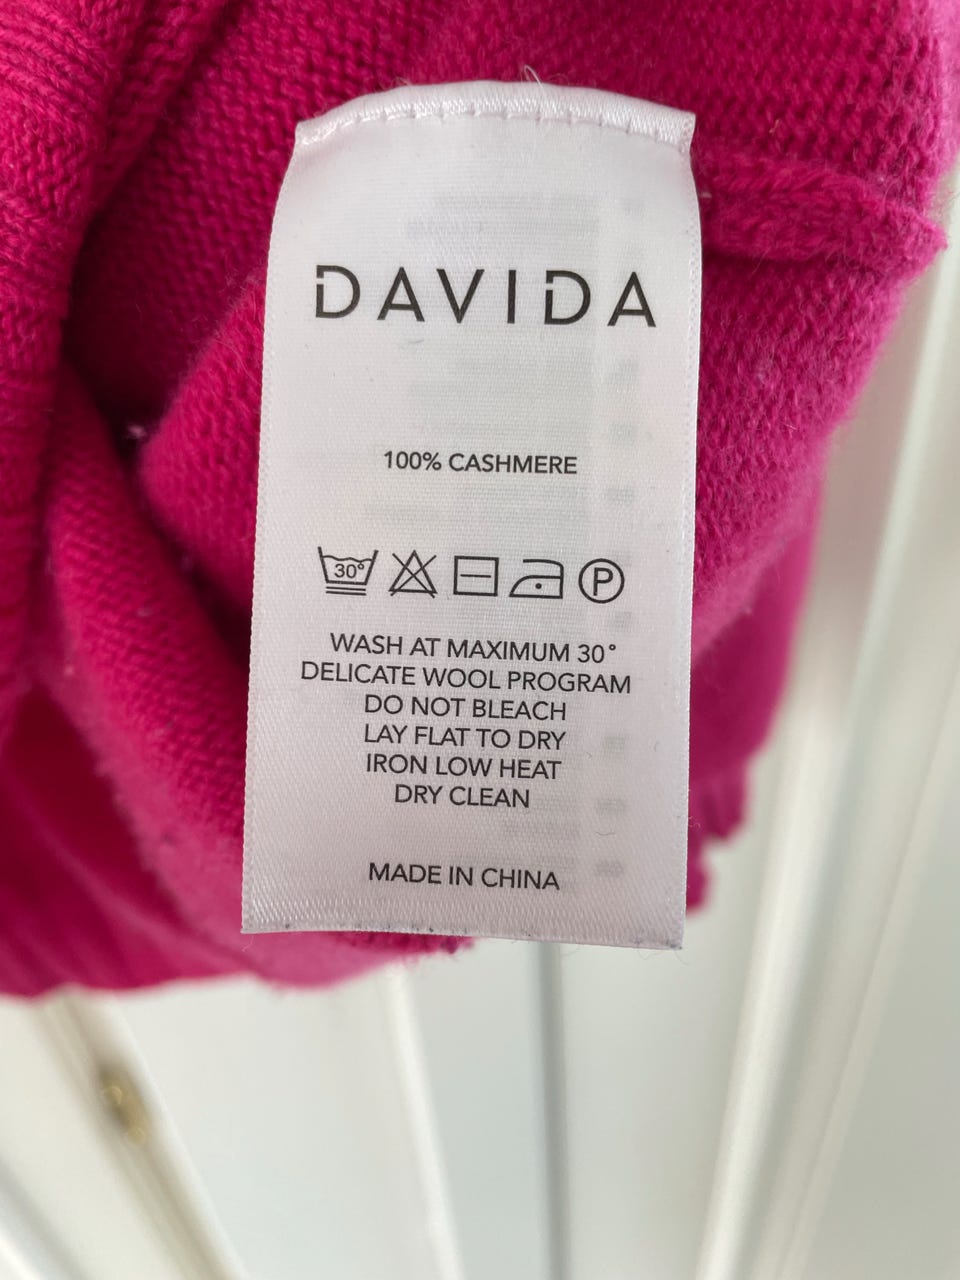 DAVIDA
100% CASHMERE
30° P
WASH AT MAXIMUM 30°
DELICATE WOOL PROGRAM
DO NOT BLEACH
LAY FLAT TO DRY
IRON LOW HEAT
DRY CLEAN
MADE IN CHINA